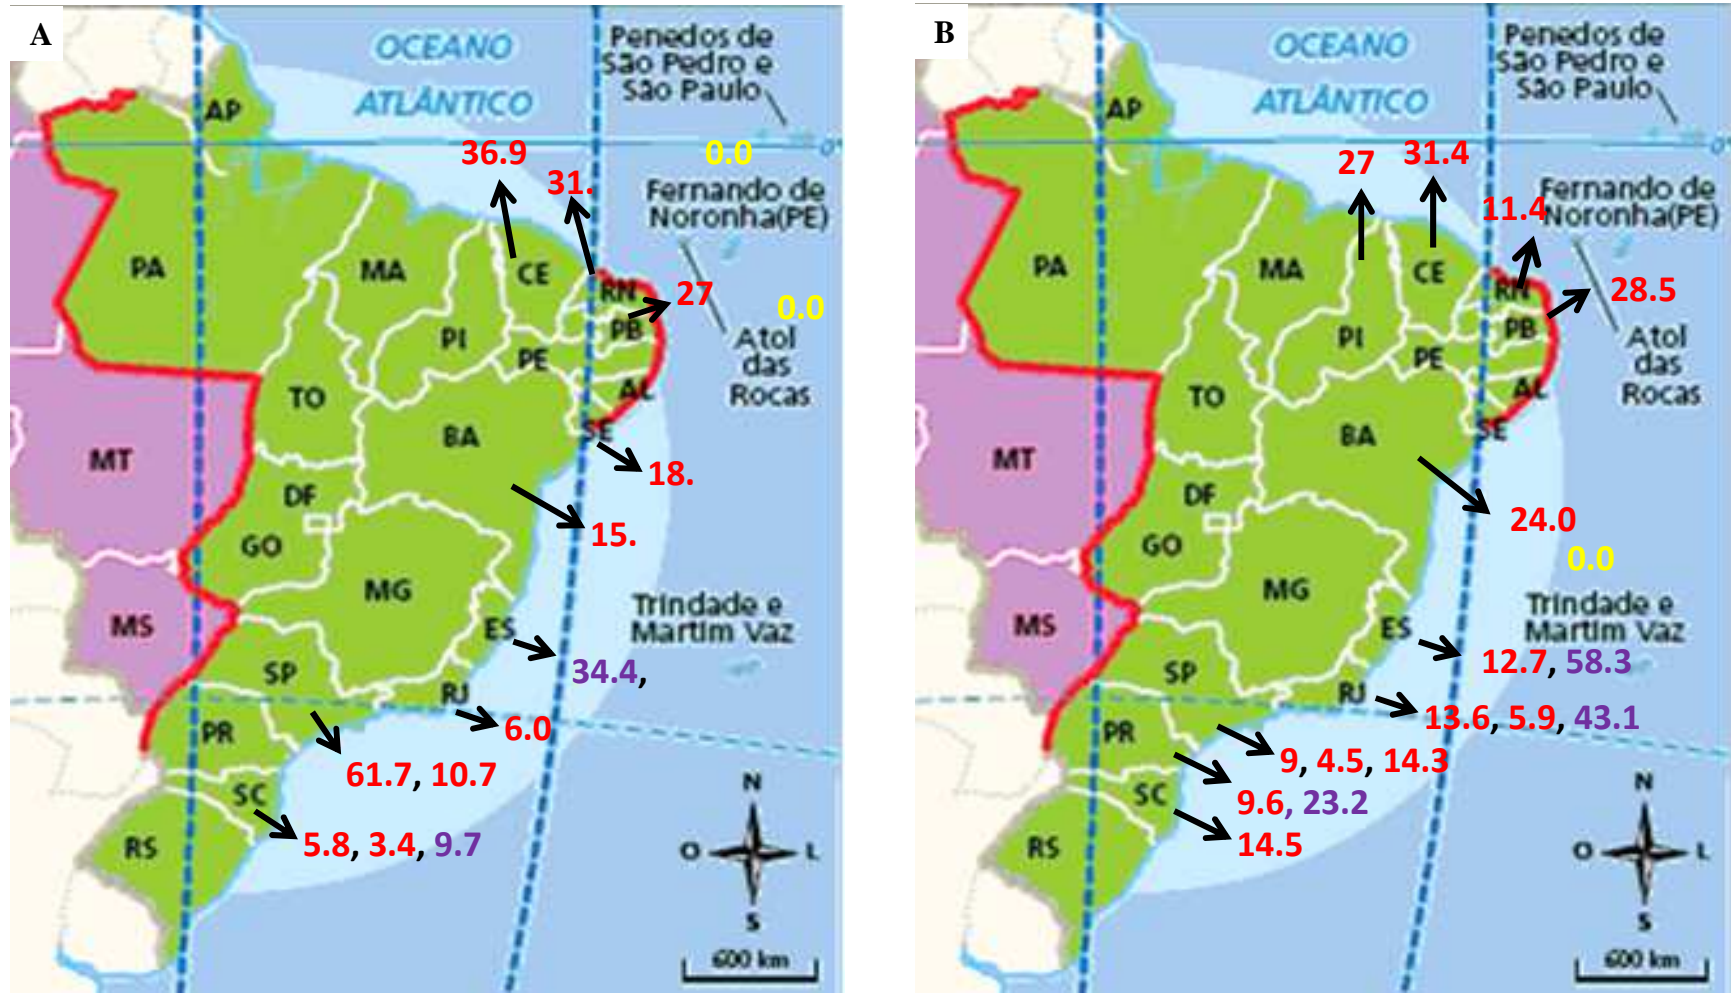 A
OCEANO
ATLÂNTICO
Penedos de
São Pedro e
São Paulo
AP
0°
36.9
0.0
31.
Fernando de
Noronha(PE)
PA
MA
CE
RN
27
0.0
PI
PB
PE
Atol
das
Rocas
TO
AL
BA
SE
MT
18.
DF
15.
GO
MG
Trindade e
Martim Vaz
MS
ES
34.4,
SP
RJ
6.0
PR
61.7, 10.7
SC
5.8, 3.4, 9.7
RS
N
O L
S
600 km
B
OCEANO
ATLÂNTICO
Penedos de
São Pedro e
São Paulo
AP
0°
27
31.4
Fernando de
Noronha(PE)
11.4
PA
MA
CE
RN
28.5
PI
PB
PE
Atol
das
Rocas
TO
AL
BA
SE
MT
DF
24.0
GO
0.0
MG
Trindade e
Martim Vaz
MS
ES
12.7, 58.3
SP
RJ
13.6, 5.9, 43.1
PR
9, 4.5, 14.3
9.6, 23.2
SC
14.5
RS
N
O L
S
600 km